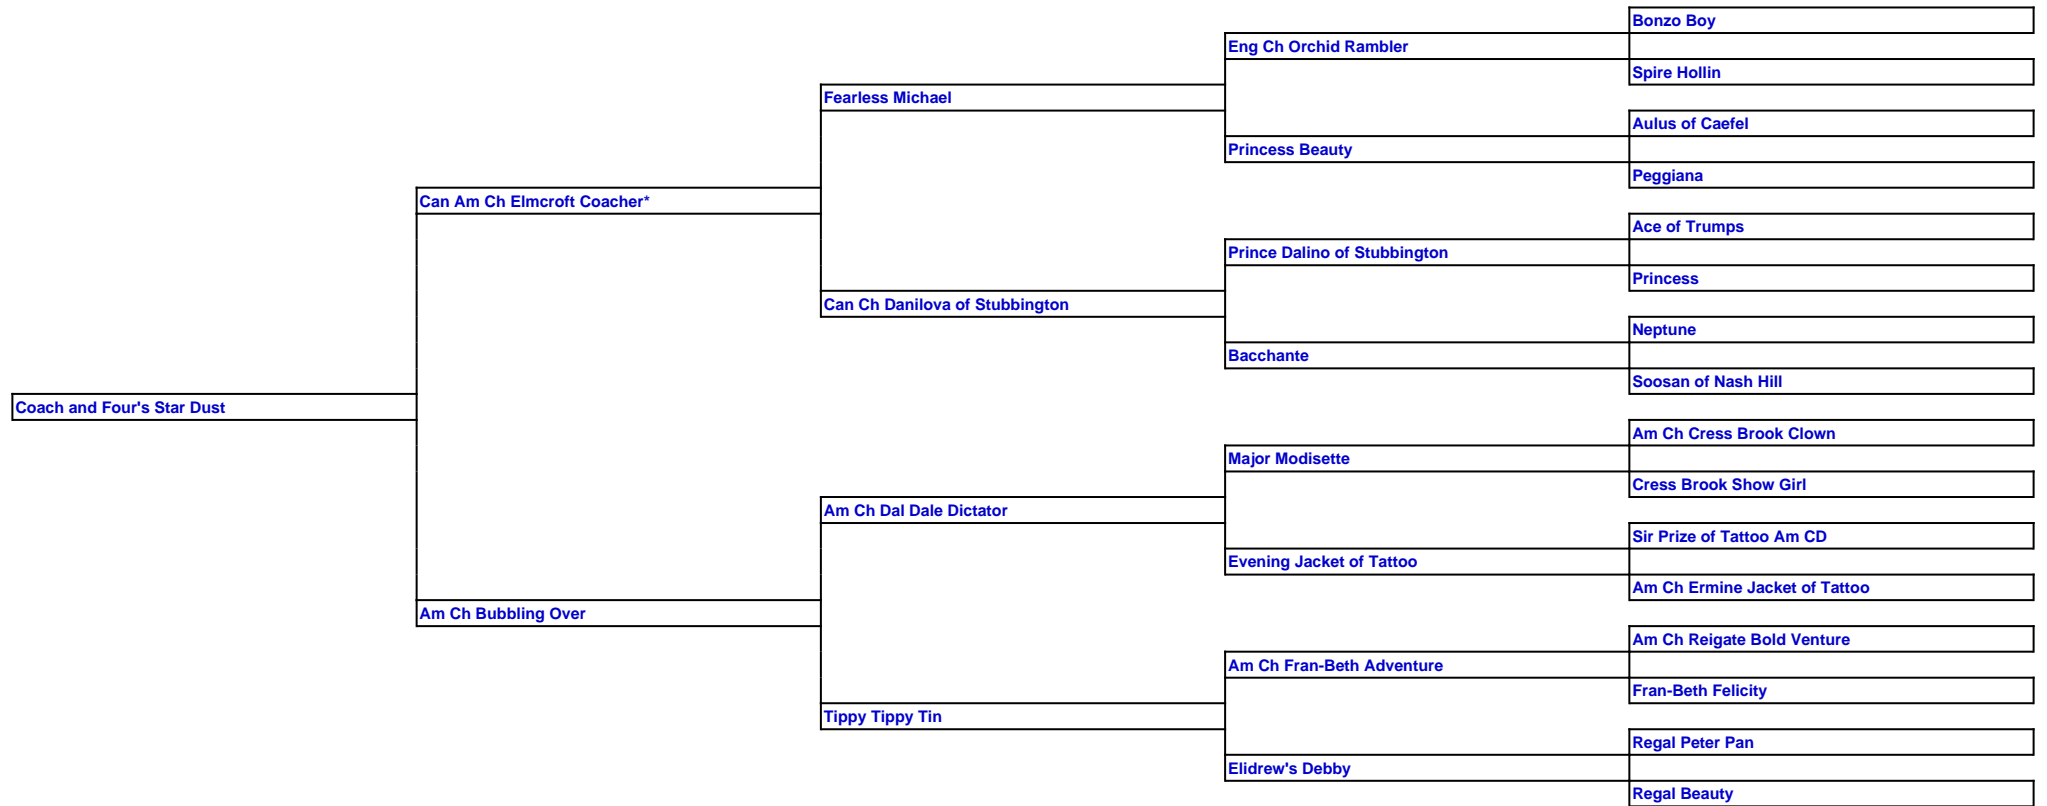 Bonzo Boy
Eng Ch Orchid Rambler
Spire Hollin
Fearless Michael
Aulus of Caefel
Princess Beauty
Peggiana
Can Am Ch Elmcroft Coacher*
Ace of Trumps
Prince Dalino of Stubbington
Princess
Can Ch Danilova of Stubbington
Neptune
Bacchante
Soosan of Nash Hill
Coach and Four's Star Dust
Am Ch Cress Brook Clown
Major Modisette
Cress Brook Show Girl
Am Ch Dal Dale Dictator
Sir Prize of Tattoo Am CD
Evening Jacket of Tattoo
Am Ch Ermine Jacket of Tattoo
Am Ch Bubbling Over
Am Ch Reigate Bold Venture
Am Ch Fran-Beth Adventure
Fran-Beth Felicity
Tippy Tippy Tin
Regal Peter Pan
Elidrew's Debby
Regal Beauty